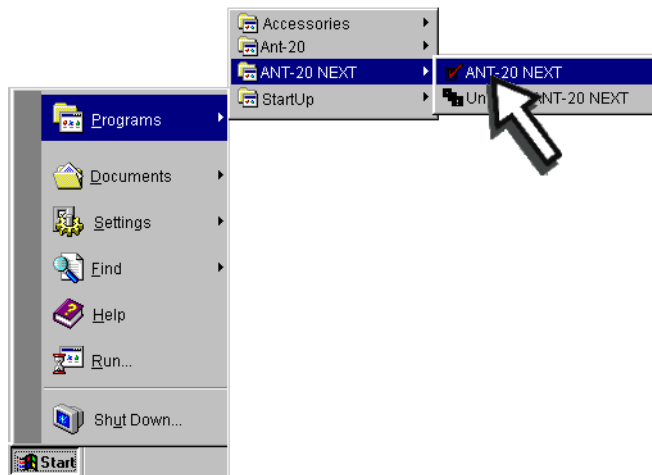 Accessories
Ant-20
ANT-20 NEXT
StartUp
ANT-20 NEXT
Un ANT-20 NEXT
Programs
Documents
Settings
Find
Help
Run...
Shut Down...
Start